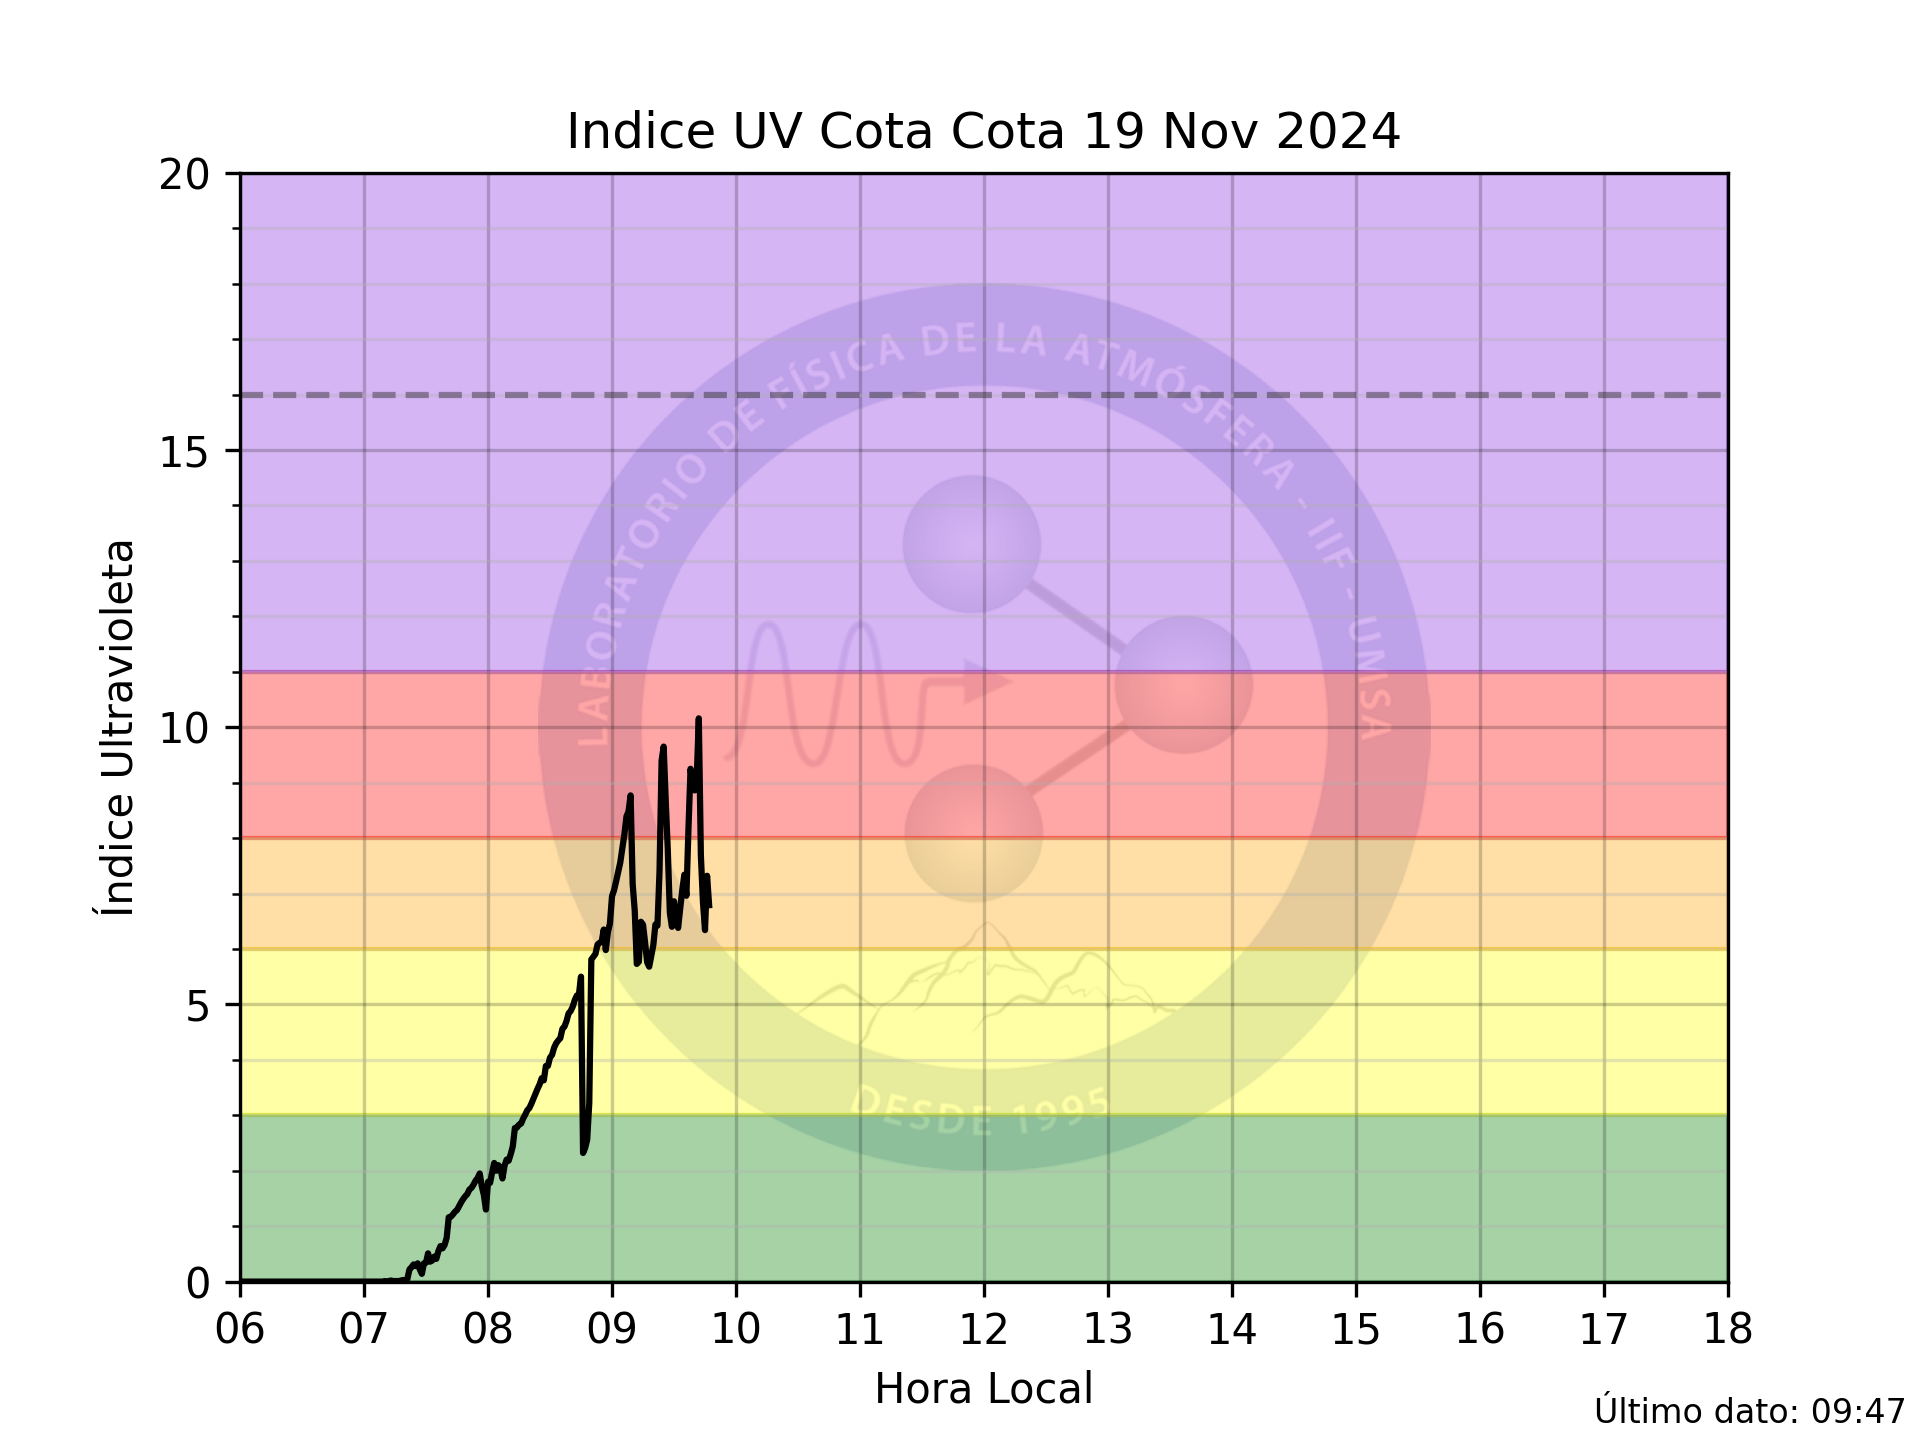 Indice UV Cota Cota 19 Nov 2024
20
15
10
5
0
Índice Ultravioleta
LABORATORIO DE FÍSICA DE LA ATMÓSFERA - IIF - UMSA
DESDE 1995
06 07 08 09 10 11 12 13 14 15 16 17 18
Hora Local
Último dato: 09:47